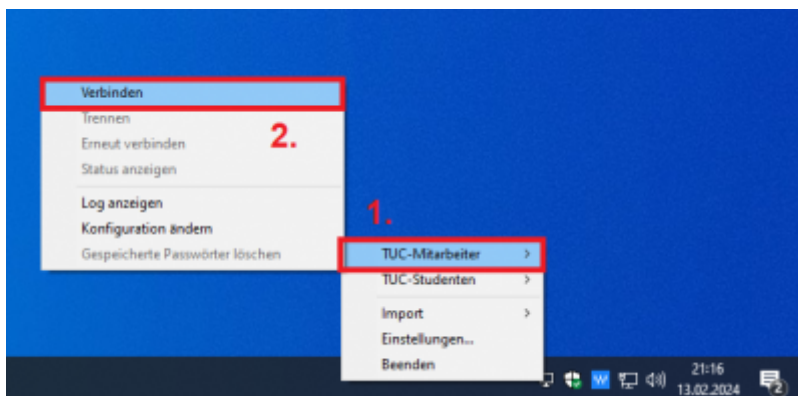 Verbinden
Trennen
Erneut verbinden
Status anzeigen
Log anzeigen
Konfiguration ändern
Gespeicherte Passwörter löschen
2.
1.
TUC-Mitarbeiter
TUC-Studenten
Import
Einstellungen...
Beenden
W
21:16
13.02.2024
2